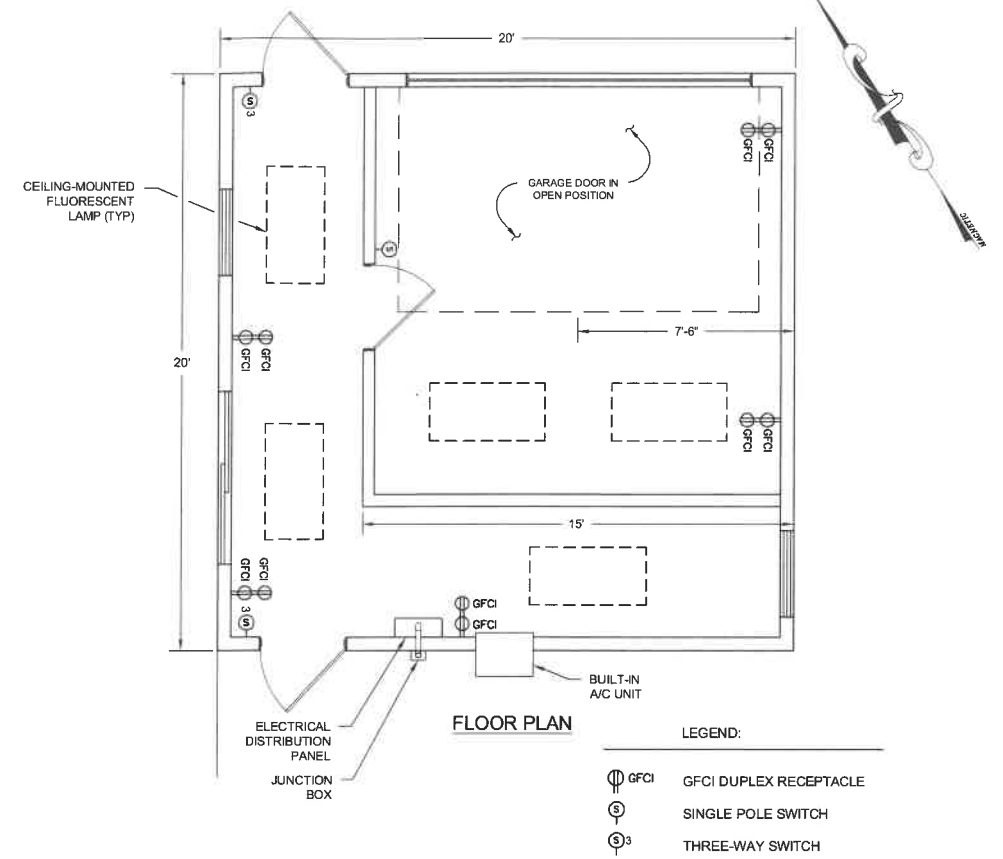 20'
S
3
CEILING-MOUNTED
FLUORESCENT
LAMP (TYP)
GARAGE DOOR IN
OPEN POSITION
GFCI
GFCI
MAGNETIC
S
GFCI
GFCI
20'
7'-6"
GFCI
GFCI
15'
GFCI
GFCI
3
S
GFCI
GFCI
BUILT-IN
A/C UNIT
ELECTRICAL
DISTRIBUTION
PANEL
JUNCTION
BOX
FLOOR PLAN
LEGEND:
GFCI GFCI DUPLEX RECEPTACLE
S SINGLE POLE SWITCH
S3 THREE-WAY SWITCH